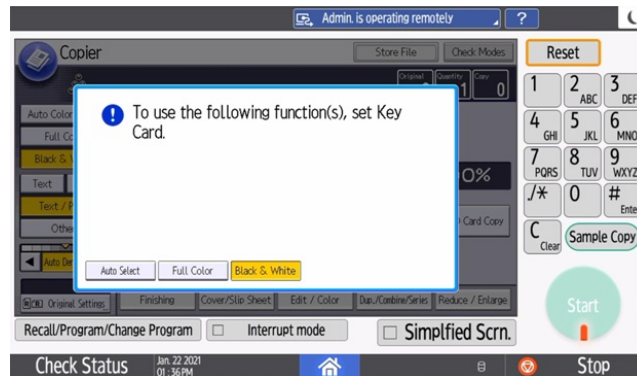 Admin. is operating remotely
?
Copier
Store File
Check Modes
Reset
Original
Quantity
Copy
1
0
To use the following function(s), set Key
Card.
Auto Color
Full
Black &
Text
Text /
Other
Auto
0%
Card Copy
Auto Select
Full Color
Black & White
Original Settings
Finishing
Cover/Slip Sheet
Edit / Color
Dup./Combine/Series
Reduce / Enlarge
1
2 ABC
3 DEF
4 GHI
5 JKL
6 MNO
7 PQRS
8 TUV
9 WXYZ
./*
0
# Enter
C Clear
Sample Copy
Start
Recall/Program/Change Program
Interrupt mode
Simplfied Scrn.
Check Status
Jan. 22 2021
01:36PM
Stop